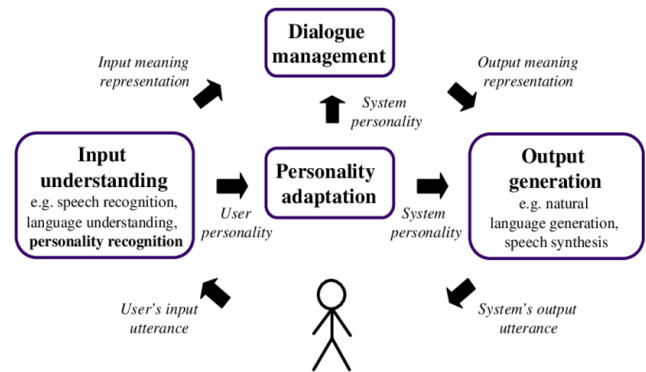 Dialogue
management
Input meaning
representation
Output meaning
representation
System
personality
Input
understanding
e.g. speech recognition,
language understanding,
personality recognition
Personality
adaptation
Output
generation
e.g. natural
language generation,
speech synthesis
User
personality
System
personality
User's input
utterance
System's output
utterance